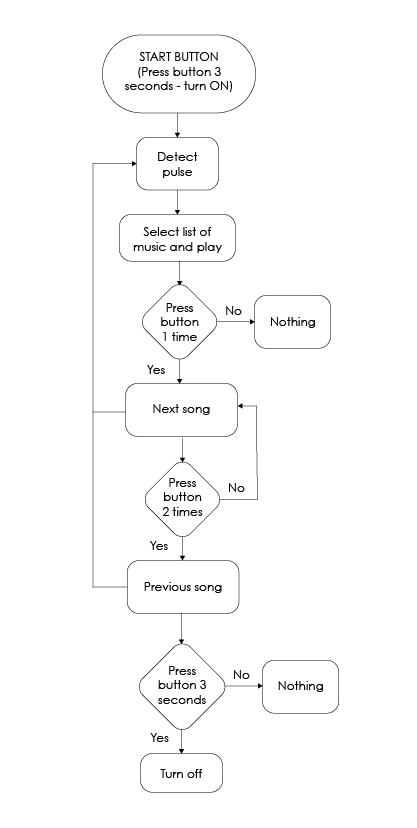 START BUTTON
(Press button 3
seconds - turn ON)
Detect
pulse
Select list of
music and play
Press
button
1 time
No
Nothing
Yes
Next song
Press
button
2 times
No
Yes
Previous song
Press
button 3
seconds
No
Nothing
Yes
Turn off